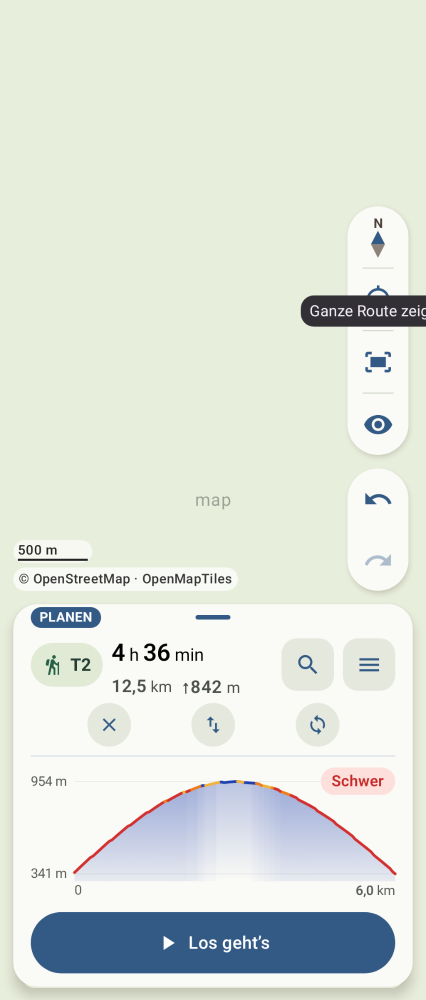 N
Ganze Route zeig
map
500 m
© OpenStreetMap · OpenMapTiles
PLANEN
T2
4 h 36 min
12,5 km ↑842 m
954 m
Schwer
341 m
0
6,0 km
Los geht's